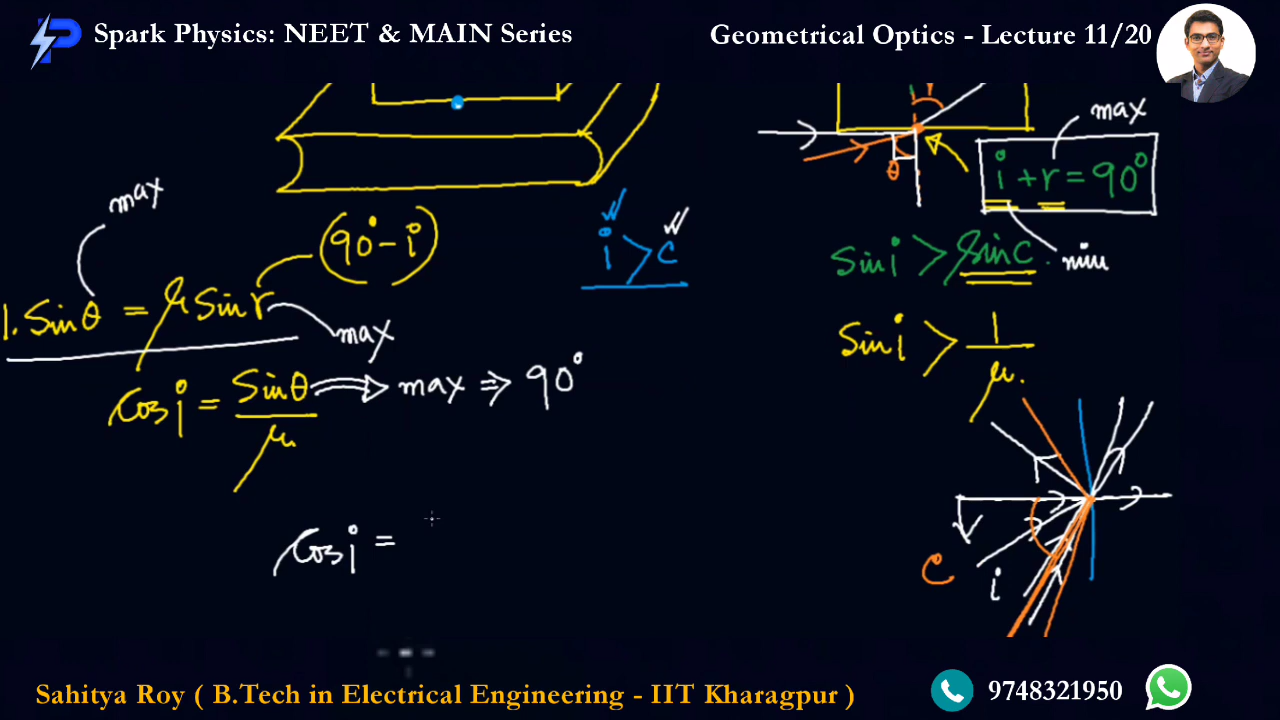 Spark Physics: NEET & MAIN Series
Geometrical Optics - Lecture 11/20
max
max
r
θ
i + r = 90°
(90° - i)
i > c
sin i > sin c.
min
1. Sin θ = μ Sin r
max
Sin i > 1/μ.
Cos i = Sin θ/μ ⇒ max ⇒ 90°
Cos i =
C
i
Sahitya Roy ( B.Tech in Electrical Engineering - IIT Kharagpur )
9748321950